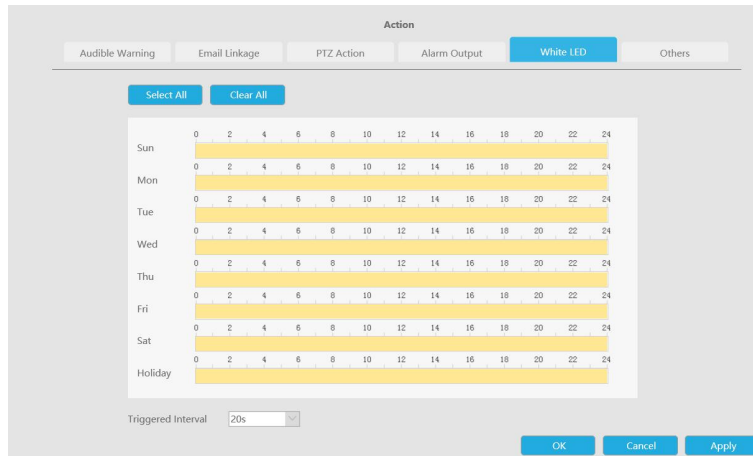 Action
Audible Warning Email Linkage PTZ Action Alarm Output White LED Others
Select All Clear All
0 2 4 6 8 10 12 14 16 18 20 22 24
Sun
0 2 4 6 8 10 12 14 16 18 20 22 24
Mon
0 2 4 6 8 10 12 14 16 18 20 22 24
Tue
0 2 4 6 8 10 12 14 16 18 20 22 24
Wed
0 2 4 6 8 10 12 14 16 18 20 22 24
Thu
0 2 4 6 8 10 12 14 16 18 20 22 24
Fri
0 2 4 6 8 10 12 14 16 18 20 22 24
Sat
0 2 4 6 8 10 12 14 16 18 20 22 24
Holiday
Triggered Interval 20s
OK Cancel Apply